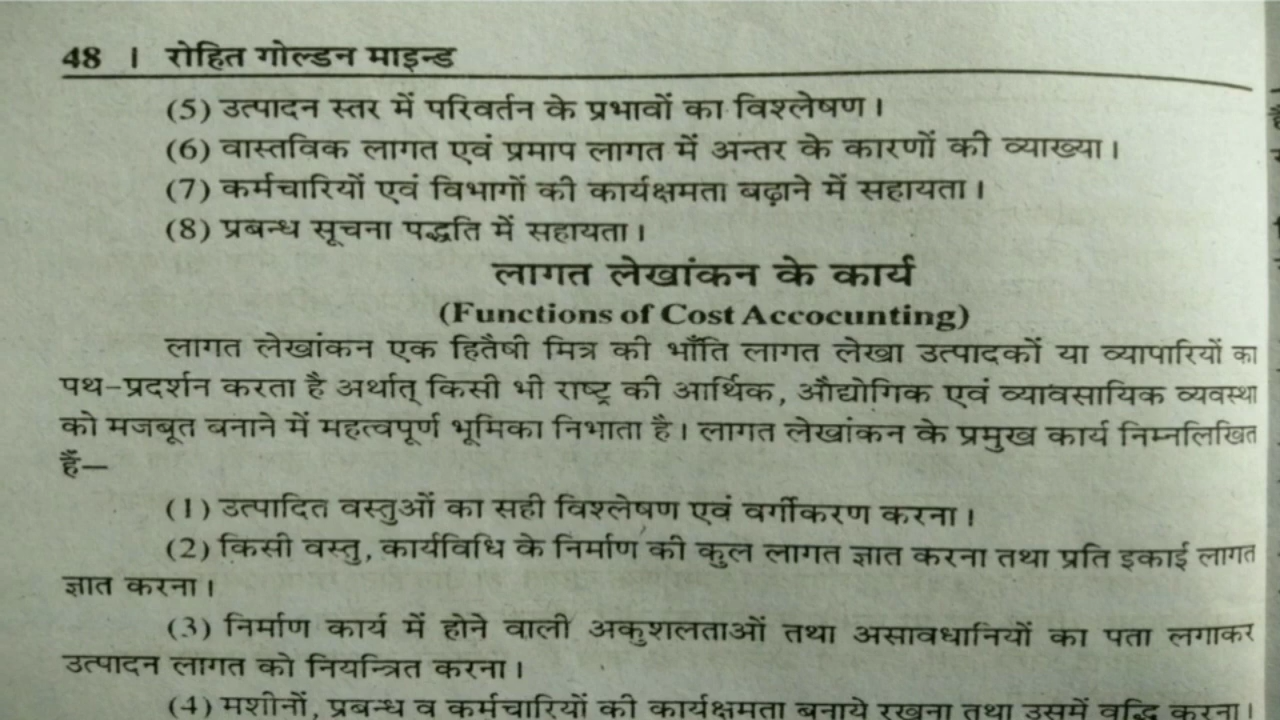 48 | रोहित गोल्डन माइन्ड
(5) उत्पादन स्तर में परिवर्तन के प्रभावों का विश्लेषण।
(6) वास्तविक लागत एवं प्रमाप लागत में अन्तर के कारणों की व्याख्या।
(7) कर्मचारियों एवं विभागों की कार्यक्षमता बढ़ाने में सहायता।
(8) प्रबन्ध सूचना पद्धति में सहायता।
लागत लेखांकन के कार्य
(Functions of Cost Accocunting)
लागत लेखांकन एक हितैषी मित्र की भाँति लागत लेखा उत्पादकों या व्यापारियों का
पथ-प्रदर्शन करता है अर्थात् किसी भी राष्ट्र की आर्थिक, औद्योगिक एवं व्यावसायिक व्यवस्था
को मजबूत बनाने में महत्वपूर्ण भूमिका निभाता है। लागत लेखांकन के प्रमुख कार्य निम्नलिखित
हैं—
(1) उत्पादित वस्तुओं का सही विश्लेषण एवं वर्गीकरण करना।
(2) किसी वस्तु, कार्यविधि के निर्माण की कुल लागत ज्ञात करना तथा प्रति इकाई लागत
ज्ञात करना।
(3) निर्माण कार्य में होने वाली अकुशलताओं तथा असावधानियों का पता लगाकर
उत्पादन लागत को नियन्त्रित करना।
(4) मशीनों, प्रबन्ध व कर्मचारियों की कार्यक्षमता बनाये रखना तथा उसमें वृद्धि करना।